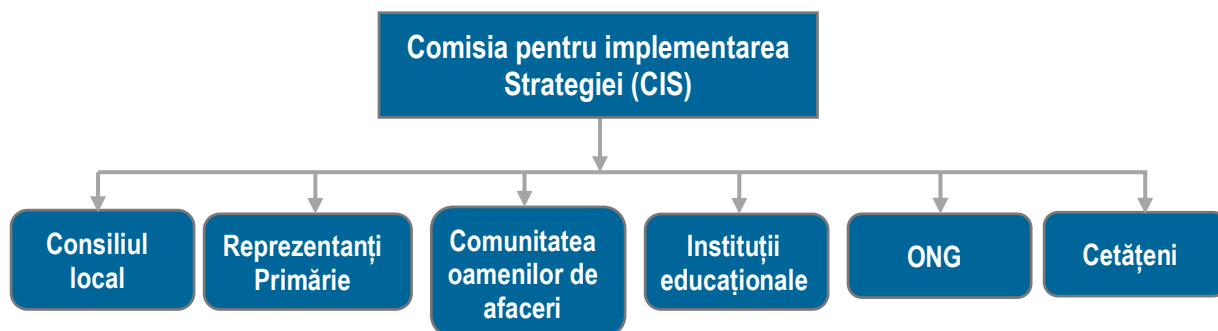 Comisia pentru implementarea
Strategiei (CIS)
Consiliul
local
Reprezentanți
Primărie
Comunitatea
oamenilor de
afaceri
Instituții
educaționale
ONG
Cetățeni